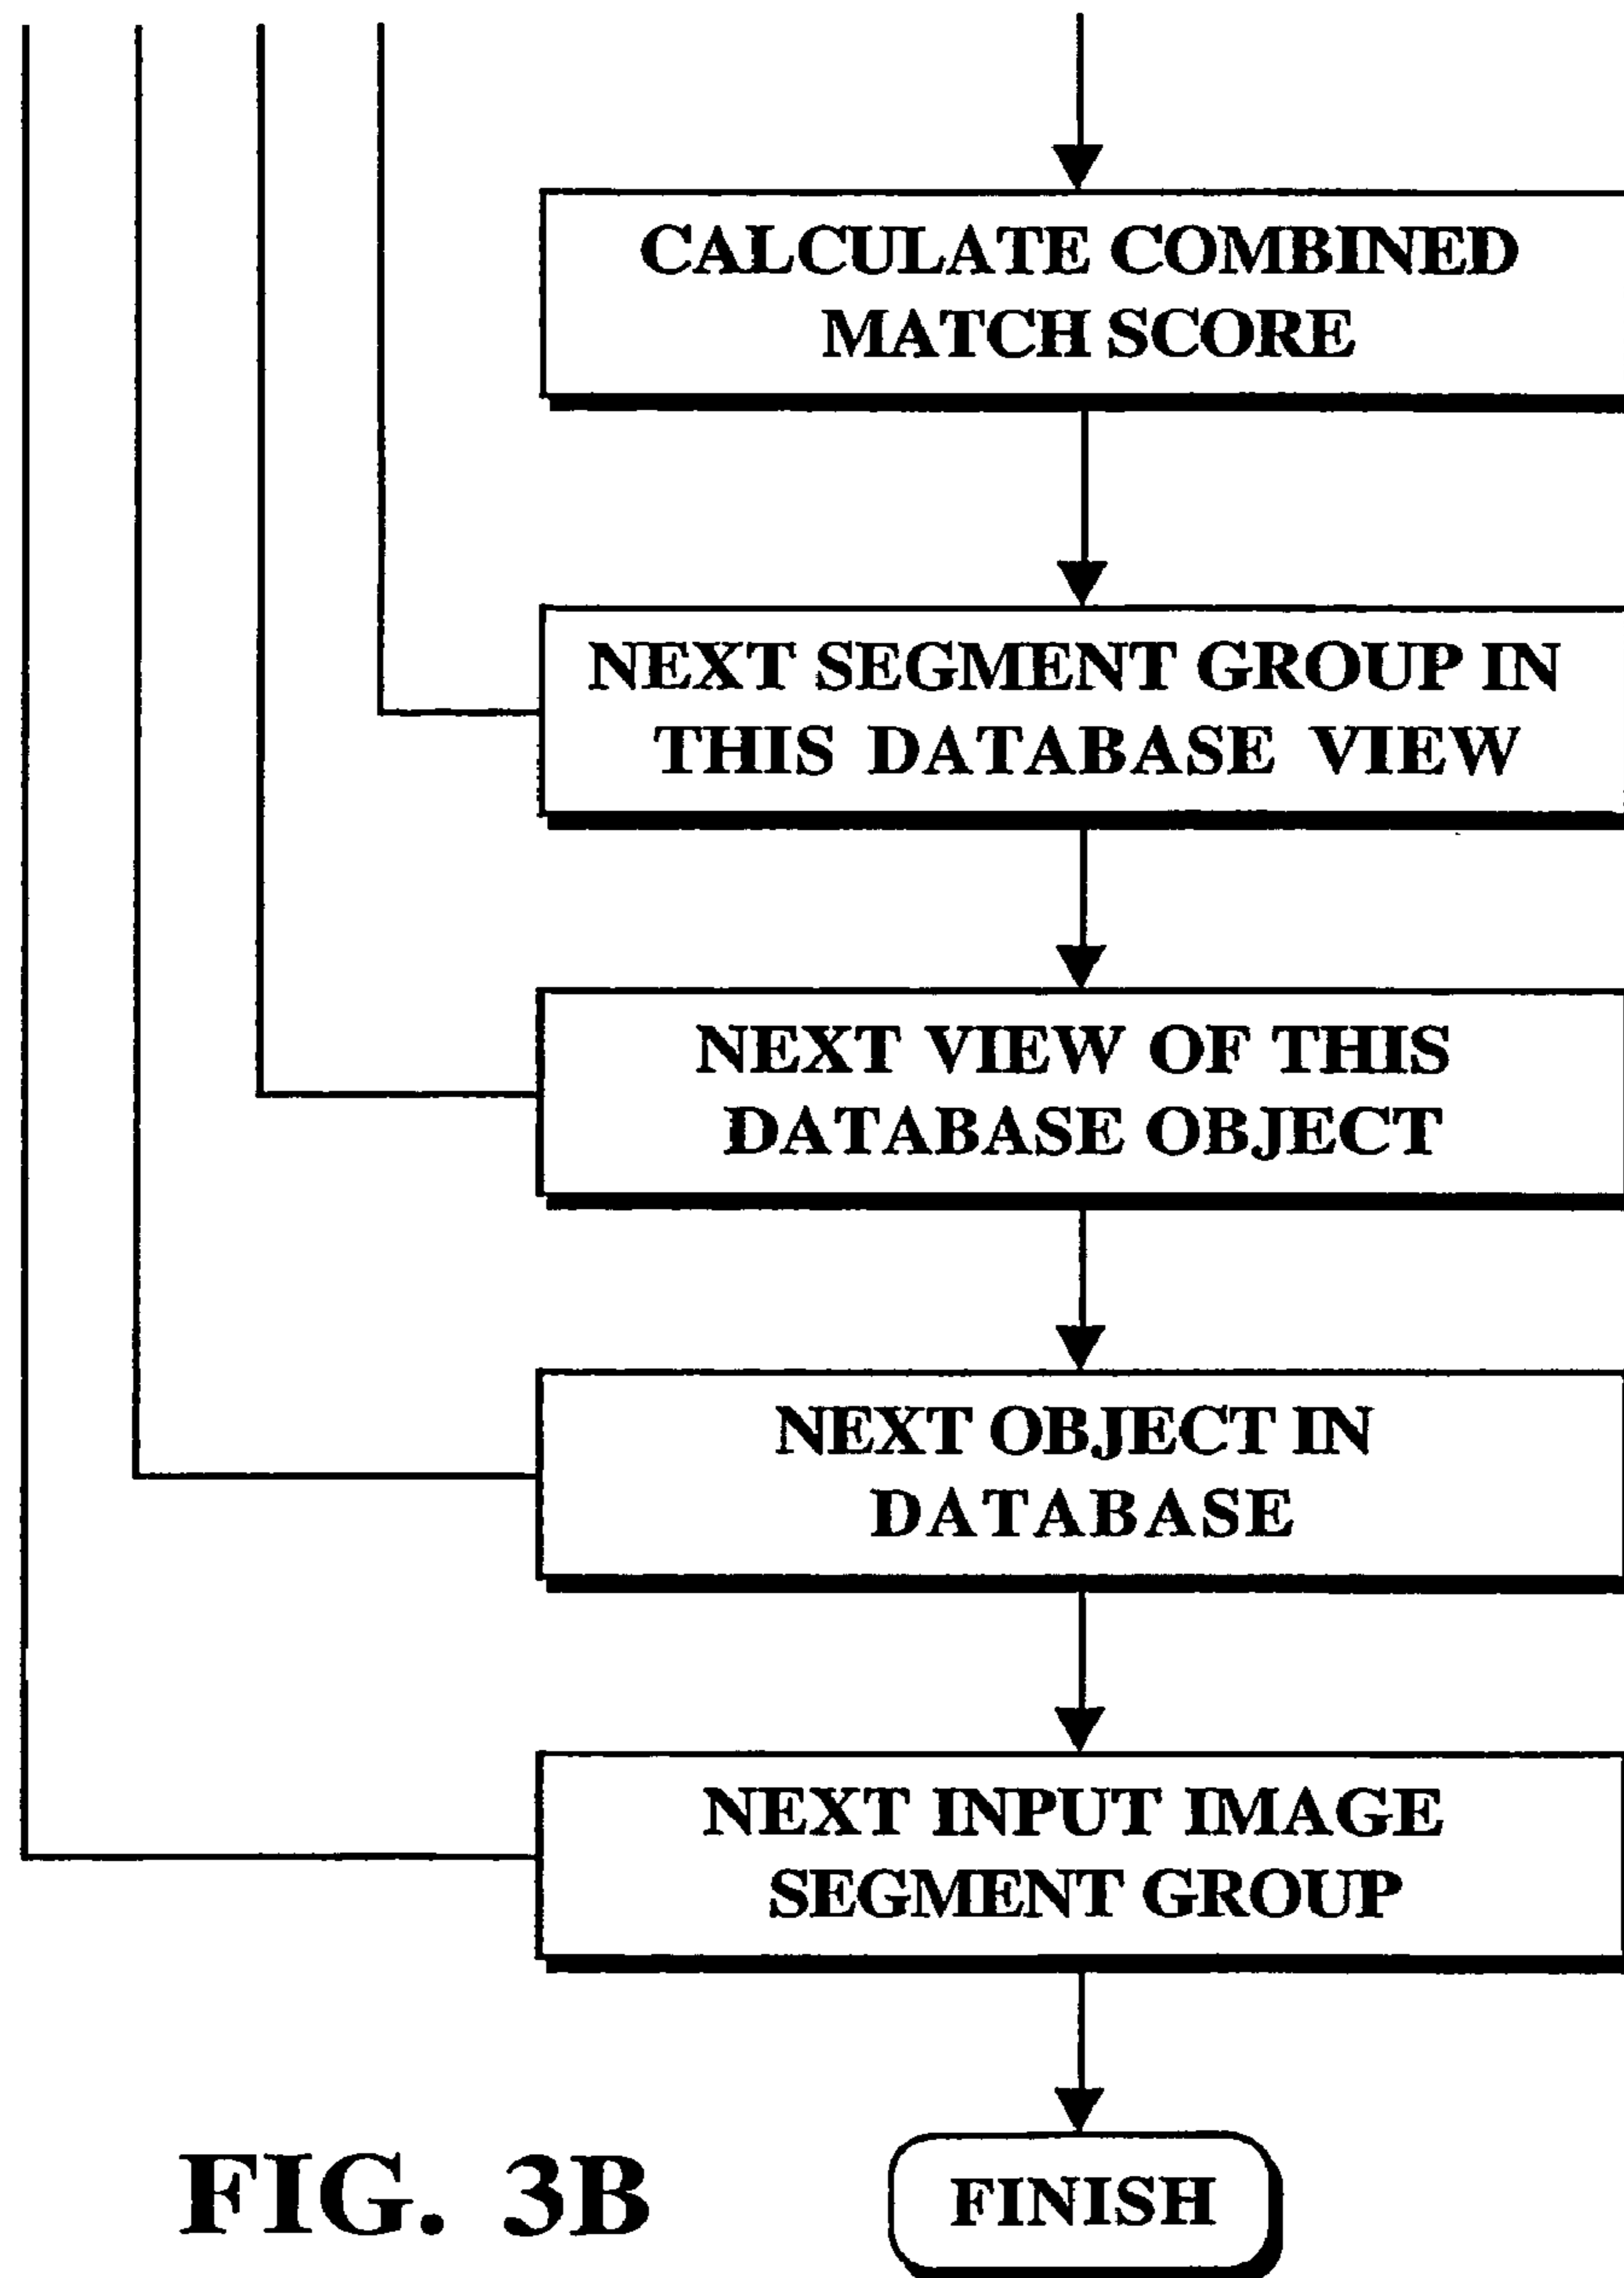 CALCULATE COMBINED
MATCH SCORE
NEXT SEGMENT GROUP IN
THIS DATABASE VIEW
NEXT VIEW OF THIS
DATABASE OBJECT
NEXT OBJECT IN
DATABASE
NEXT INPUT IMAGE
SEGMENT GROUP
FINISH
FIG. 3B